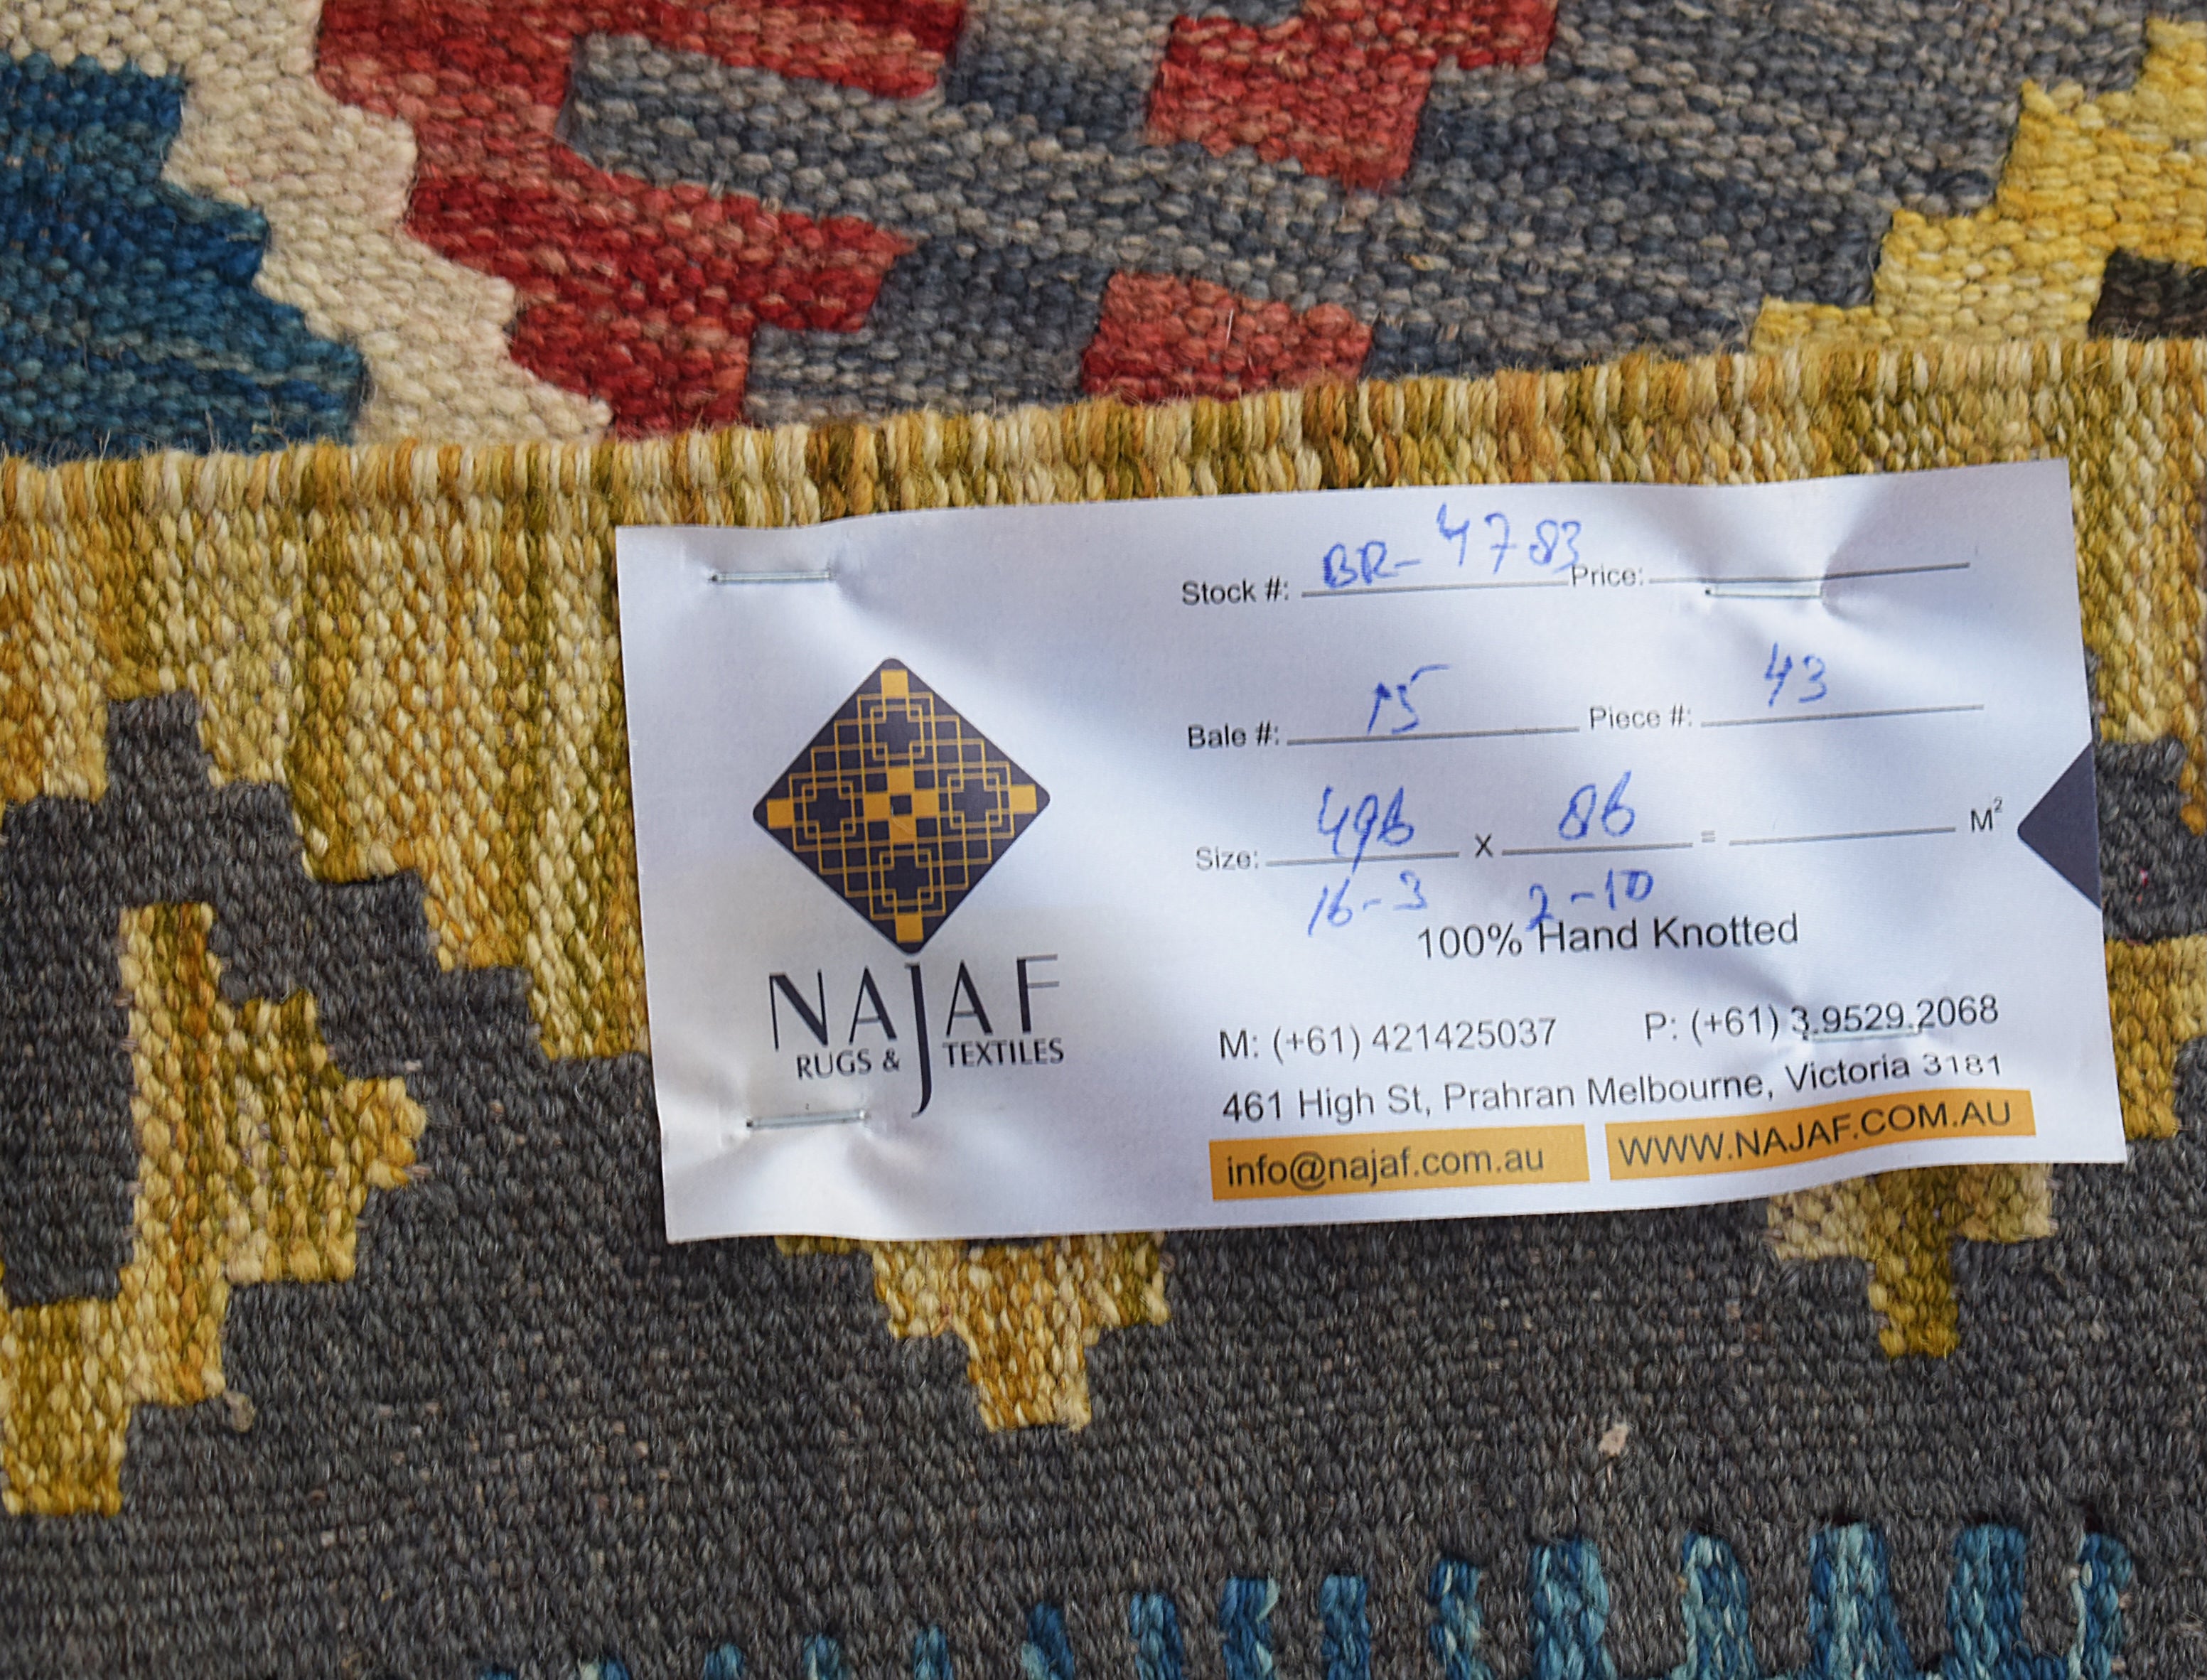 Stock #: BR-4783 Price:
Bale #: 15 Piece #: 43
Size: 496 x 86 = M²
16-3 2-10
100% Hand Knotted
NAJAF
RUGS & TEXTILES
M: (+61) 421425037 P: (+61) 3.9529.2068
461 High St, Prahran Melbourne, Victoria 3181
info@najaf.com.au WWW.NAJAF.COM.AU